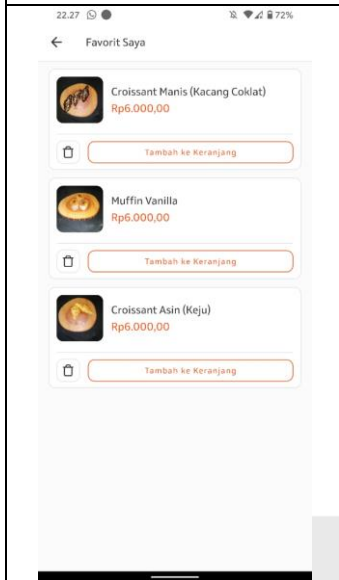 22.27 72%
Favorit Saya
Croissant Manis (Kacang Coklat)
Rp6.000,00
Tambah ke Keranjang
Muffin Vanilla
Rp6.000,00
Tambah ke Keranjang
Croissant Asin (Keju)
Rp6.000,00
Tambah ke Keranjang